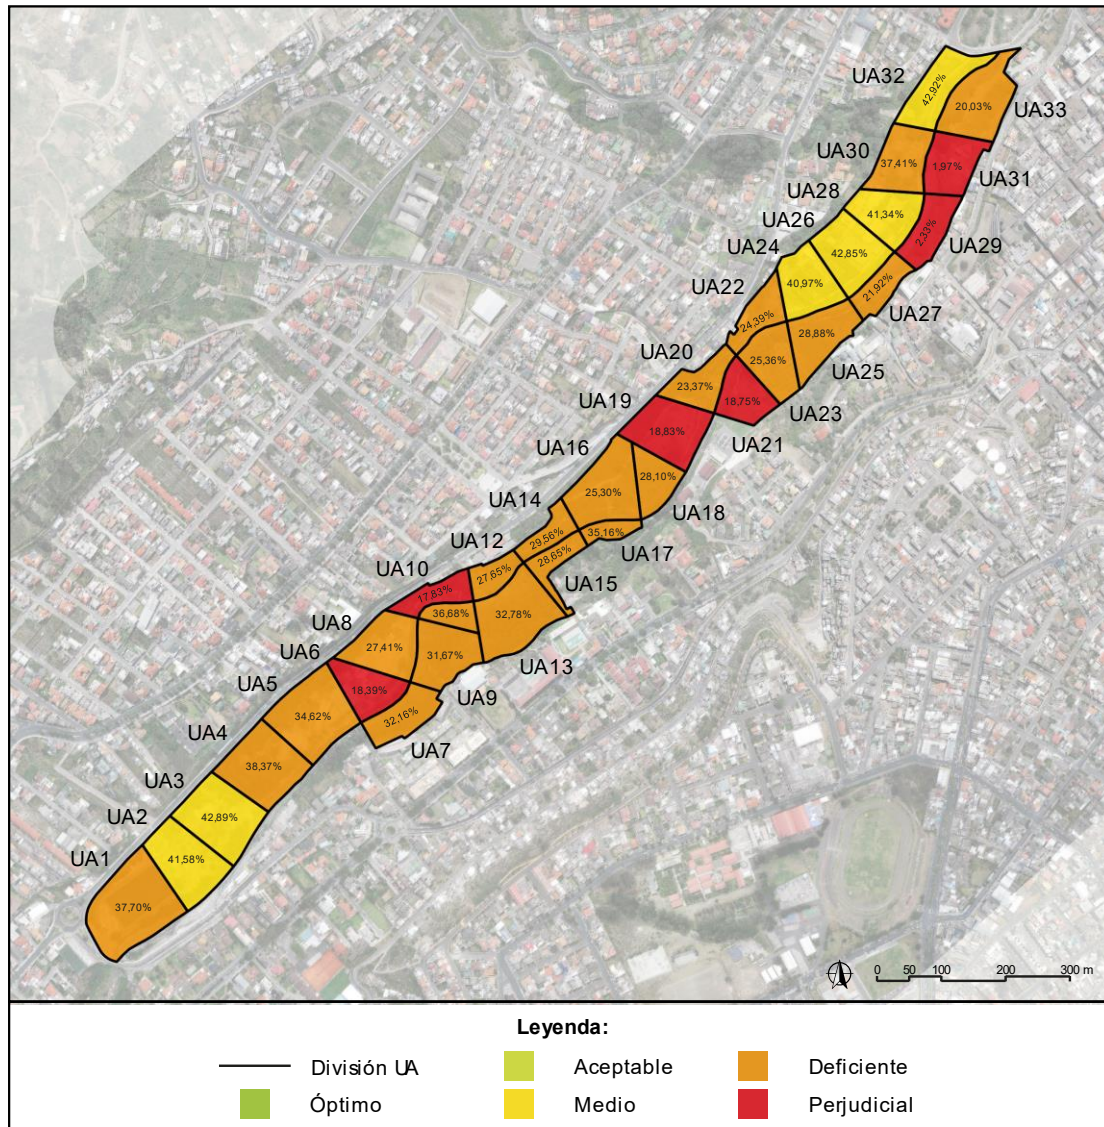 UA32
42,92%
20,03%
UA33
UA30
37,41%
1,97%
UA31
UA28
41,34%
UA26
42,85%
2,33%
UA29
UA24
40,97%
21,92%
UA27
UA22
24,39%
28,88%
UA25
UA20
25,36%
23,37%
18,75%
UA23
UA19
18,83%
UA21
UA16
28,10%
25,30%
UA18
UA14
29,56%
35,16%
UA17
UA12
28,65%
UA10
27,65%
UA15
17,83%
36,68%
32,78%
UA8
27,41%
31,67%
UA13
UA6
18,39%
UA9
UA5
34,62%
32,16%
UA7
UA4
38,37%
UA3
42,89%
UA2
41,58%
UA1
37,70%
0 50 100 200 300 m
Leyenda:
División UA
Aceptable
Deficiente
Óptimo
Medio
Perjudicial